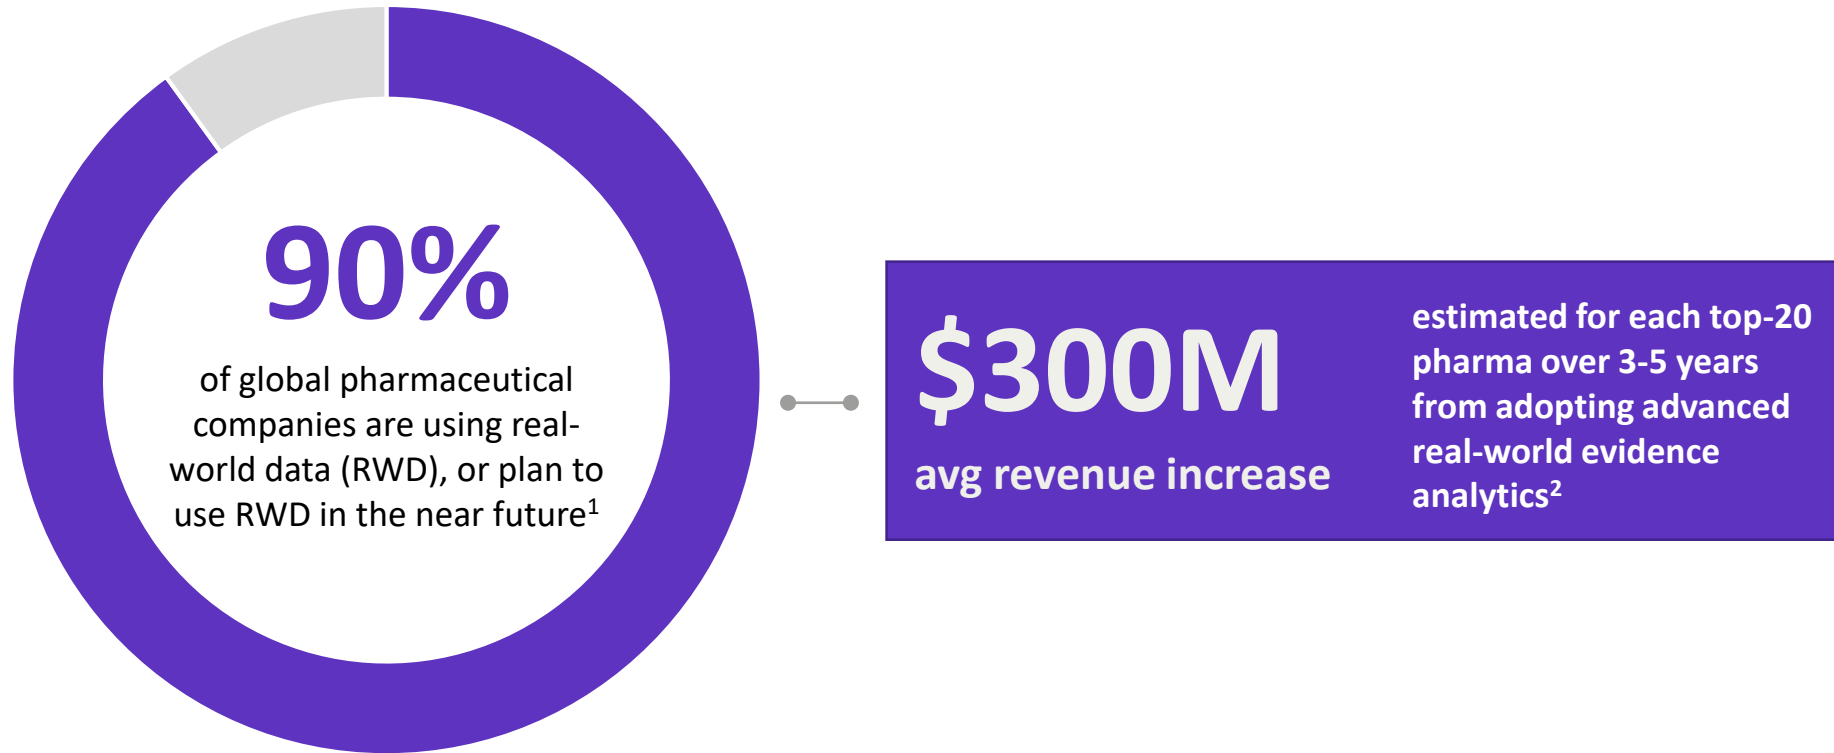 90%
of global pharmaceutical
companies are using real-
world data (RWD), or plan to
use RWD in the near future¹
$300M
avg revenue increase
estimated for each top-20
pharma over 3-5 years
from adopting advanced
real-world evidence
analytics²